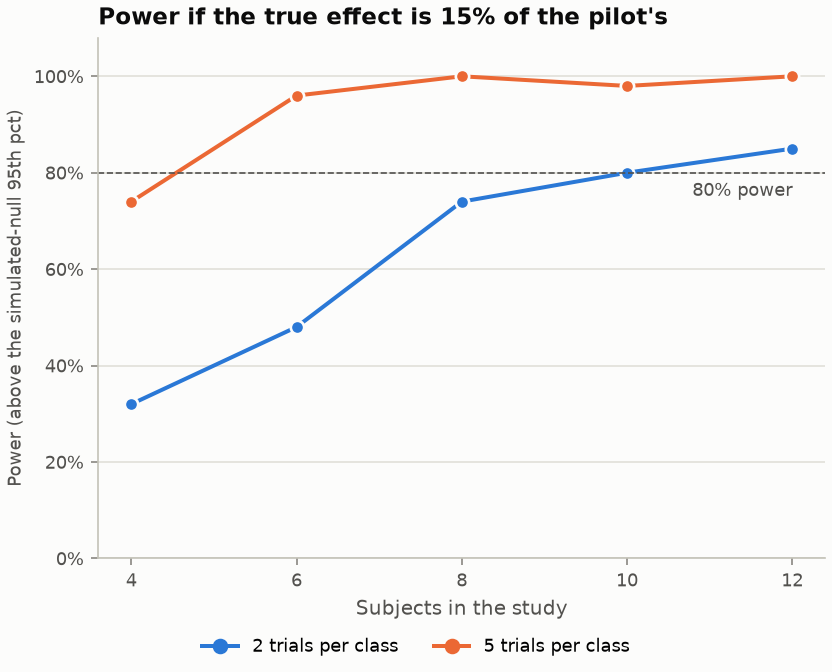 Power if the true effect is 15% of the pilot's
Power (above the simulated-null 95th pct)
100%
80%
60%
40%
20%
0%
80% power
4 6 8 10 12
Subjects in the study
2 trials per class 5 trials per class